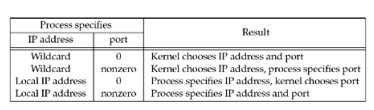 Process specifies Result
IP address port
Wildcard 0 Kernel chooses IP address and port
Wildcard nonzero Kernel chooses IP address, process specifies port
Local IP address 0 Process specifies IP address, kernel chooses port
Local IP address nonzero Process specifies IP address and port